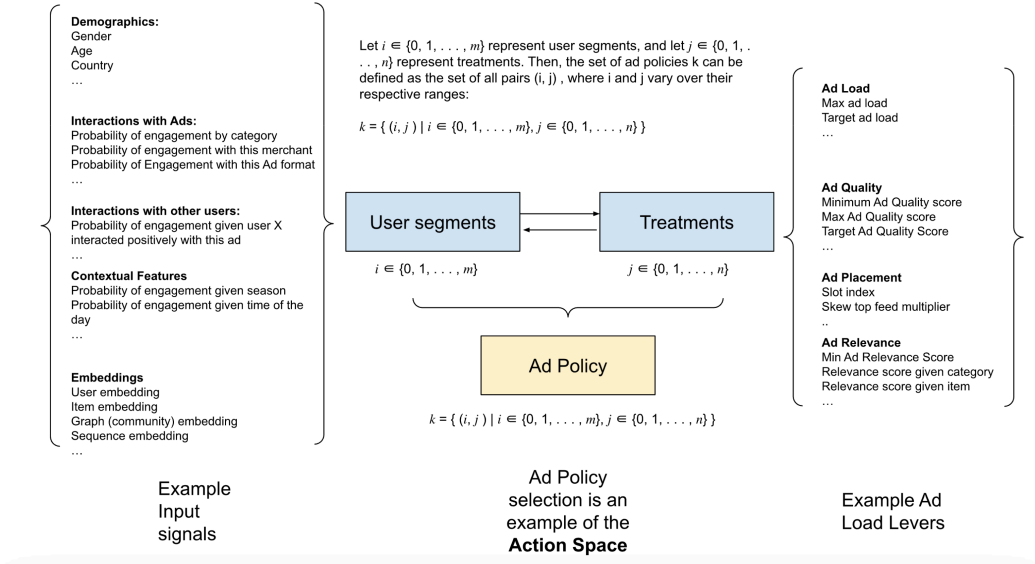 Demographics:
Gender
Age
Country
…
Interactions with Ads:
Probability of engagement by category
Probability of engagement with this merchant
Probability of Engagement with this Ad format
…
Interactions with other users:
Probability of engagement given user X
interacted positively with this ad
…
Contextual Features
Probability of engagement given season
Probability of engagement given time of the
day
…
Embeddings
User embedding
Item embedding
Graph (community) embedding
Sequence embedding
…
Example
Input
signals
Let i ∈ {0, 1, . . . , m} represent user segments, and let j ∈ {0, 1, .
. . , n} represent treatments. Then, the set of ad policies k can be
defined as the set of all pairs (i, j) , where i and j vary over their
respective ranges:
k = { (i, j ) | i ∈ {0, 1, . . . , m}, j ∈ {0, 1, . . . , n} }
User segments
Treatments
i ∈ {0, 1, . . . , m}
j ∈ {0, 1, . . . , n}
Ad Policy
k = { (i, j ) | i ∈ {0, 1, . . . , m}, j ∈ {0, 1, . . . , n} }
Ad Policy
selection is an
example of the
Action Space
Ad Load
Max ad load
Target ad load
…
Ad Quality
Minimum Ad Quality score
Max Ad Quality score
Target Ad Quality Score
…
Ad Placement
Slot index
Skew top feed multiplier
..
Ad Relevance
Min Ad Relevance Score
Relevance score given category
Relevance score given item
…
Example Ad
Load Levers